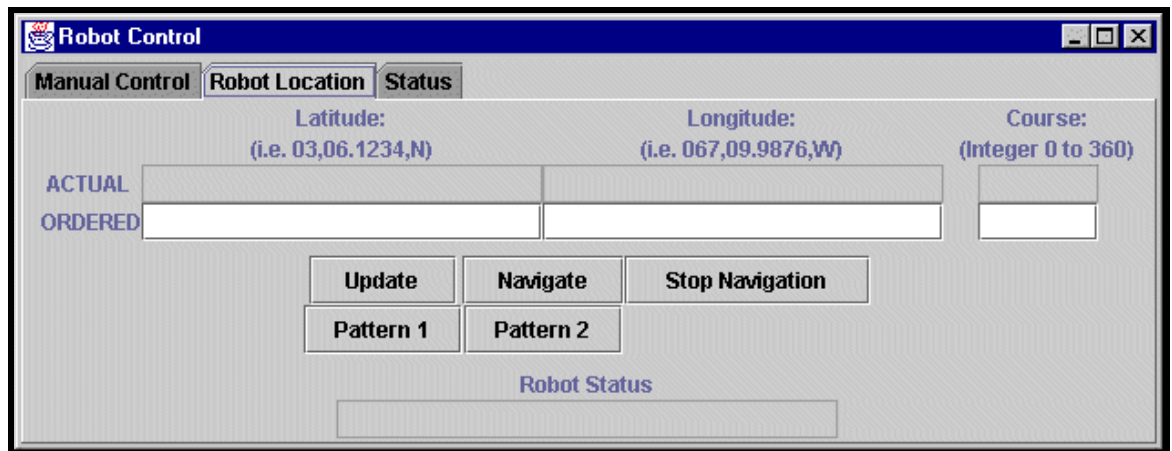 Robot Control
Manual Control Robot Location Status
Latitude: Longitude: Course:
(i.e. 03,06.1234,N) (i.e. 067,09.9876,W) (Integer 0 to 360)
ACTUAL
ORDERED
Update Navigate Stop Navigation
Pattern 1 Pattern 2
Robot Status